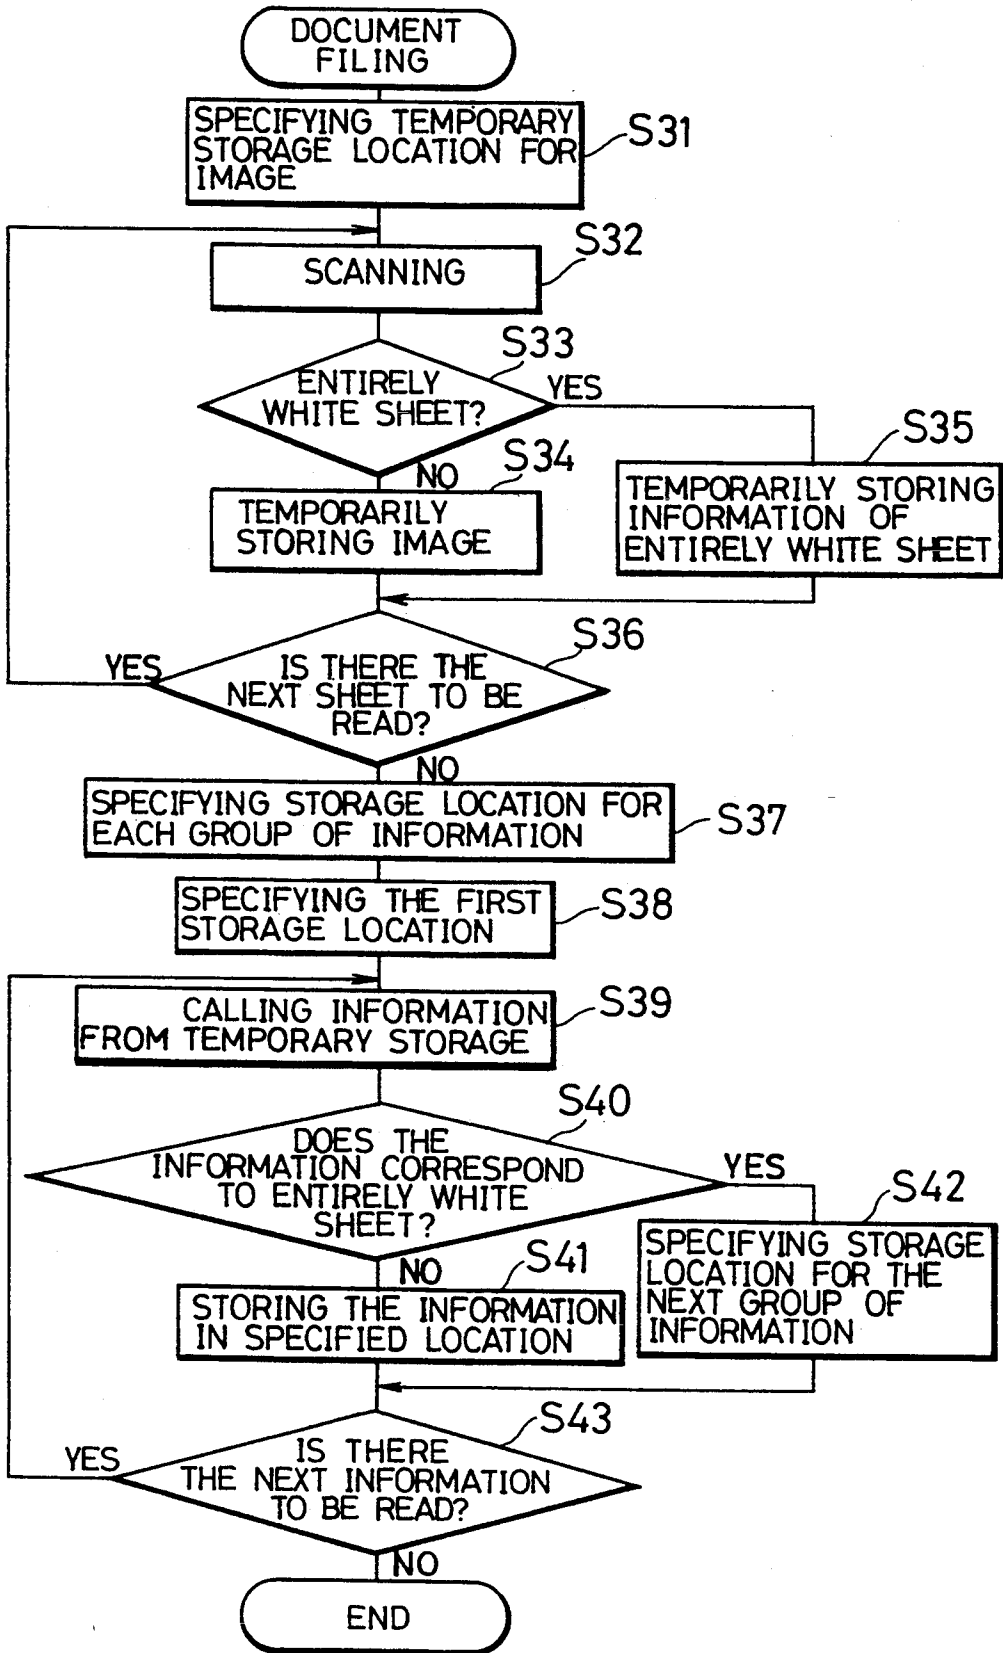 DOCUMENT
FILING
SPECIFYING TEMPORARY
STORAGE LOCATION FOR
IMAGE
S31
S32
SCANNING
S33
ENTIRELY
WHITE SHEET?
YES
NO
S34
S35
TEMPORARILY
STORING IMAGE
TEMPORARILY STORING
INFORMATION OF
ENTIRELY WHITE SHEET
S36
YES
IS THERE THE
NEXT SHEET TO BE
READ?
NO
SPECIFYING STORAGE LOCATION FOR
EACH GROUP OF INFORMATION
S37
SPECIFYING THE FIRST
STORAGE LOCATION
S38
CALLING INFORMATION
FROM TEMPORARY STORAGE
S39
S40
DOES THE
INFORMATION CORRESPOND
TO ENTIRELY WHITE
SHEET?
YES
NO
S41
S42
STORING THE INFORMATION
IN SPECIFIED LOCATION
SPECIFYING STORAGE
LOCATION FOR THE
NEXT GROUP OF
INFORMATION
S43
YES
IS THERE
THE NEXT INFORMATION
TO BE READ?
NO
END